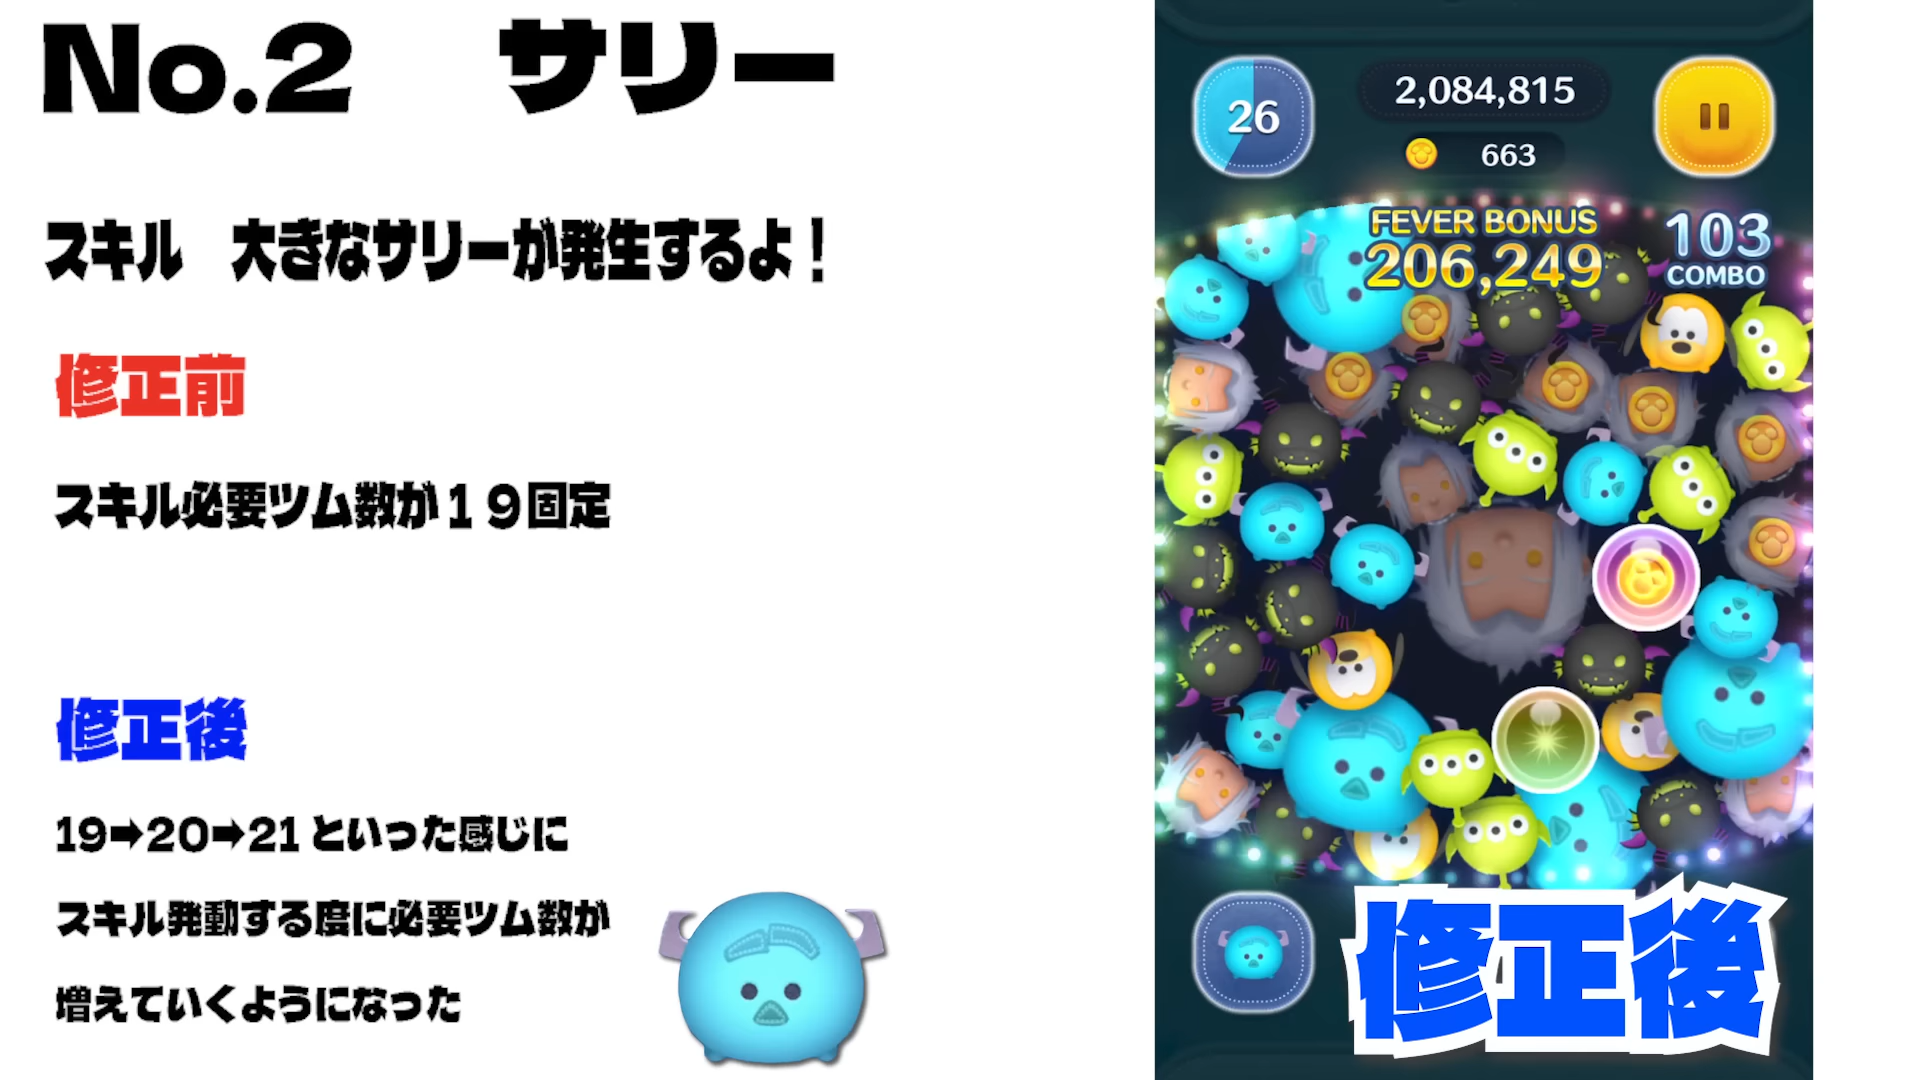 No.2　サリー
スキル　大きなサリーが発生するよ！
修正前
スキル必要ツム数が１９固定
修正後
19➡20➡21といった感じに
スキル発動する度に必要ツム数が
増えていくようになった
26
2,084,815
663
FEVER BONUS
206,249
103
COMBO
修正後